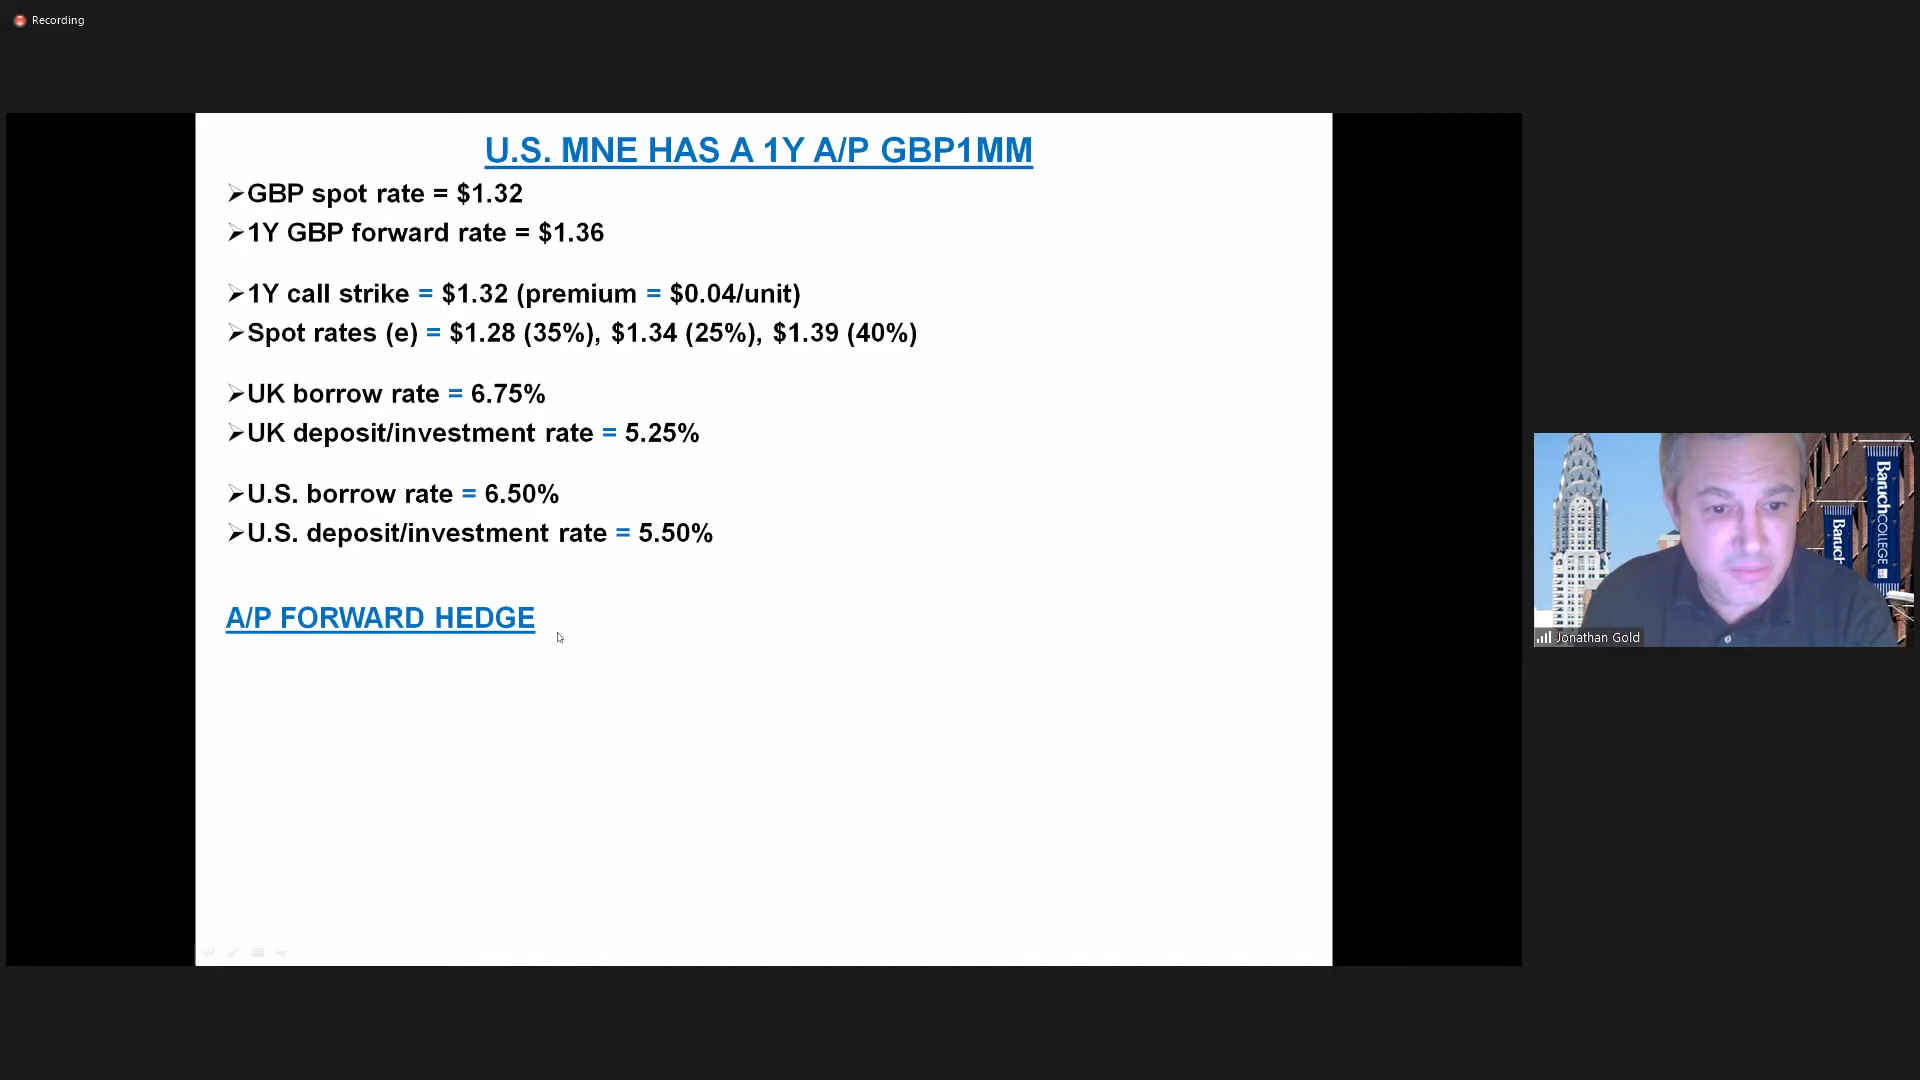 Recording
U.S. MNE HAS A 1Y A/P GBP1MM
➢GBP spot rate = $1.32
➢1Y GBP forward rate = $1.36
➢1Y call strike = $1.32 (premium = $0.04/unit)
➢Spot rates (e) = $1.28 (35%), $1.34 (25%), $1.39 (40%)
➢UK borrow rate = 6.75%
➢UK deposit/investment rate = 5.25%
➢U.S. borrow rate = 6.50%
➢U.S. deposit/investment rate = 5.50%
A/P FORWARD HEDGE
Baruch COLLEGE
Baruch
Jonathan Gold